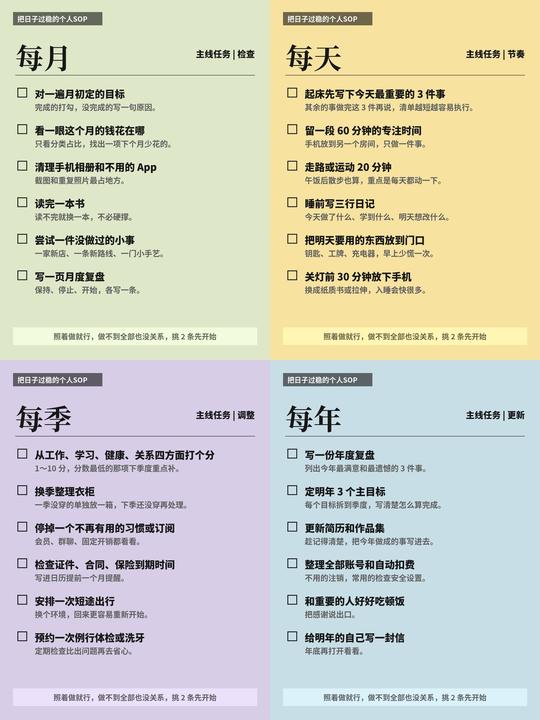 把日子过稳的个人SOP
每月
主线任务 | 检查
对一遍月初定的目标
完成的打勾，没完成的写一句原因。
看一眼这个月的钱花在哪
只看分类占比，找出一项下个月少花的。
清理手机相册和不用的 App
截图和重复照片最占地方。
读完一本书
读不完就换一本，不必硬撑。
尝试一件没做过的小事
一家新店、一条新路线、一门小手艺。
写一页月度复盘
保持、停止、开始，各写一条。
照着做就行，做不到全部也没关系，挑 2 条先开始
把日子过稳的个人SOP
每天
主线任务 | 节奏
起床先写下今天最重要的 3 件事
其余的事做完这 3 件再说，清单越短越容易执行。
留一段 60 分钟的专注时间
手机放到另一个房间，只做一件事。
走路或运动 20 分钟
午饭后散步也算，重点是每天都动一下。
睡前写三行日记
今天做了什么、学到什么、明天想改什么。
把明天要用的东西放到门口
钥匙、工牌、充电器，早上少慌一次。
关灯前 30 分钟放下手机
换成纸质书或拉伸，入睡会快很多。
照着做就行，做不到全部也没关系，挑 2 条先开始
把日子过稳的个人SOP
每季
主线任务 | 调整
从工作、学习、健康、关系四方面打个分
1～10 分，分数最低的那项下季度重点补。
换季整理衣柜
一季没穿的单独放一箱，下季还没穿再处理。
停掉一个不再有用的习惯或订阅
会员、群聊、固定开销都看看。
检查证件、合同、保险到期时间
写进日历提前一个月提醒。
安排一次短途出行
换个环境，回来更容易重新开始。
预约一次例行体检或洗牙
定期检查比出问题再去省心。
照着做就行，做不到全部也没关系，挑 2 条先开始
把日子过稳的个人SOP
每年
主线任务 | 更新
写一份年度复盘
列出今年最满意和最遗憾的 3 件事。
定明年 3 个主目标
每个目标拆到季度，写清楚怎么算完成。
更新简历和作品集
趁记得清楚，把今年做成的事写进去。
整理全部账号和自动扣费
不用的注销，常用的检查安全设置。
和重要的人好好吃顿饭
把感谢说出口。
给明年的自己写一封信
年底再打开看看。
照着做就行，做不到全部也没关系，挑 2 条先开始